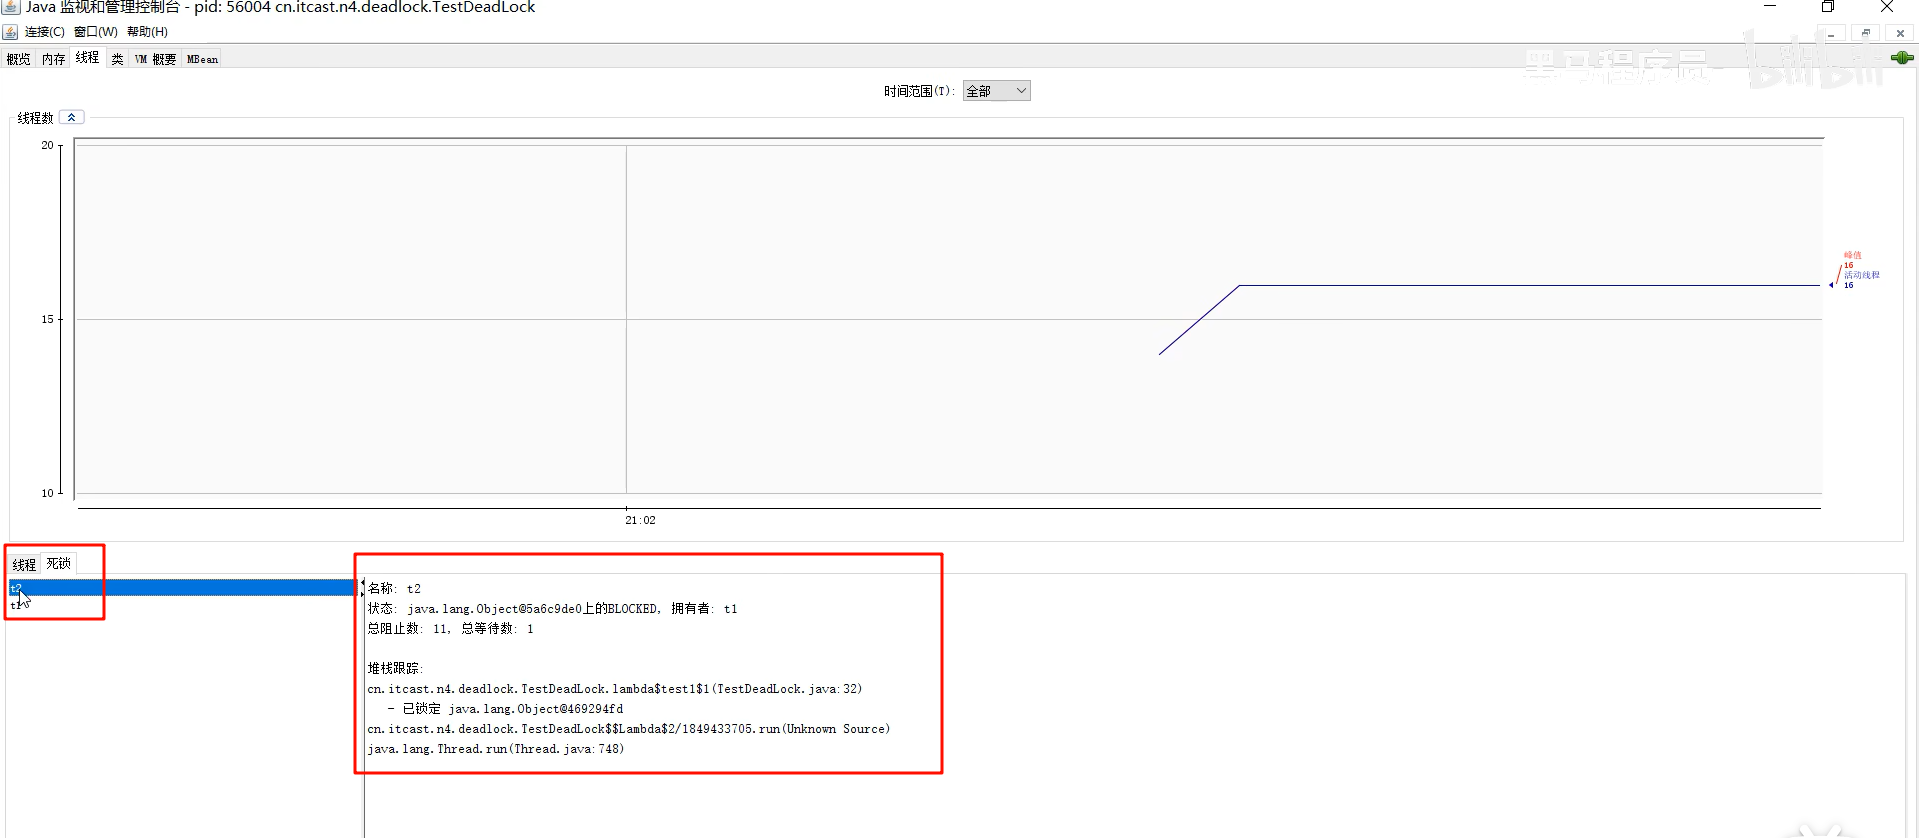 Java 监视和管理控制台 - pid: 56004 cn.itcast.n4.deadlock.TestDeadLock
连接(C) 窗口(W) 帮助(H)
概览 内存 线程 类 VM 概要 MBean
黑马程序员 bilibili
时间范围(T): 全部
线程数
20
15
10
峰值
16
活动线程
16
21:02
线程 死锁
t2
t1
名称: t2
状态: java.lang.Object@5a6c9de0上的BLOCKED, 拥有者: t1
总阻止数: 11, 总等待数: 1
堆栈跟踪:
cn.itcast.n4.deadlock.TestDeadLock.lambda$test1$1(TestDeadLock.java:32)
- 已锁定 java.lang.Object@469294fd
cn.itcast.n4.deadlock.TestDeadLock$$Lambda$2/1849433705.run(Unknown Source)
java.lang.Thread.run(Thread.java:748)